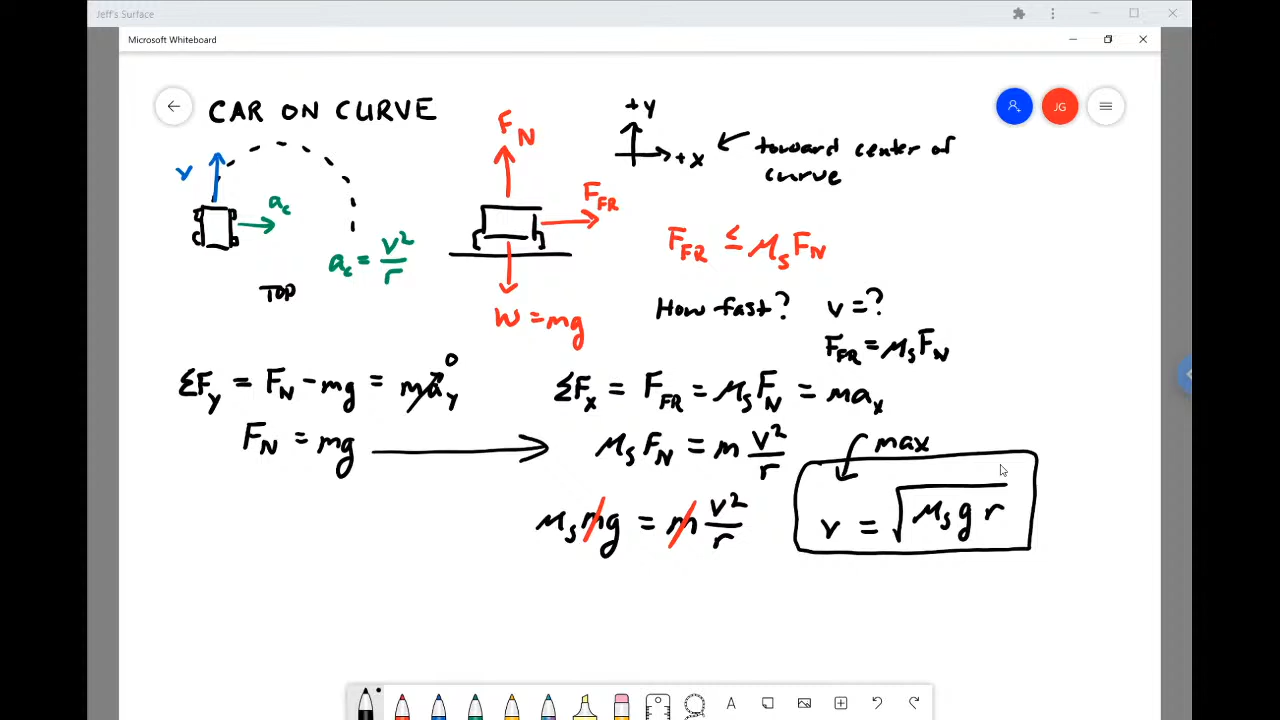 Jeff's Surface
Microsoft Whiteboard
JG
CAR ON CURVE
v
a_c
a_c = v²/r
TOP
F_N
F_FR
W = mg
+y
+x
toward center of
curve
F_FR ≤ μ_s F_N
How fast? v = ?
F_FR = μ_s F_N
ΣF_y = F_N - mg = ma_y 0
F_N = mg
ΣF_x = F_FR = μ_s F_N = ma_x
μ_s F_N = m v²/r
μ_s mg = m v²/r
max
v = √(μ_s g r)
A